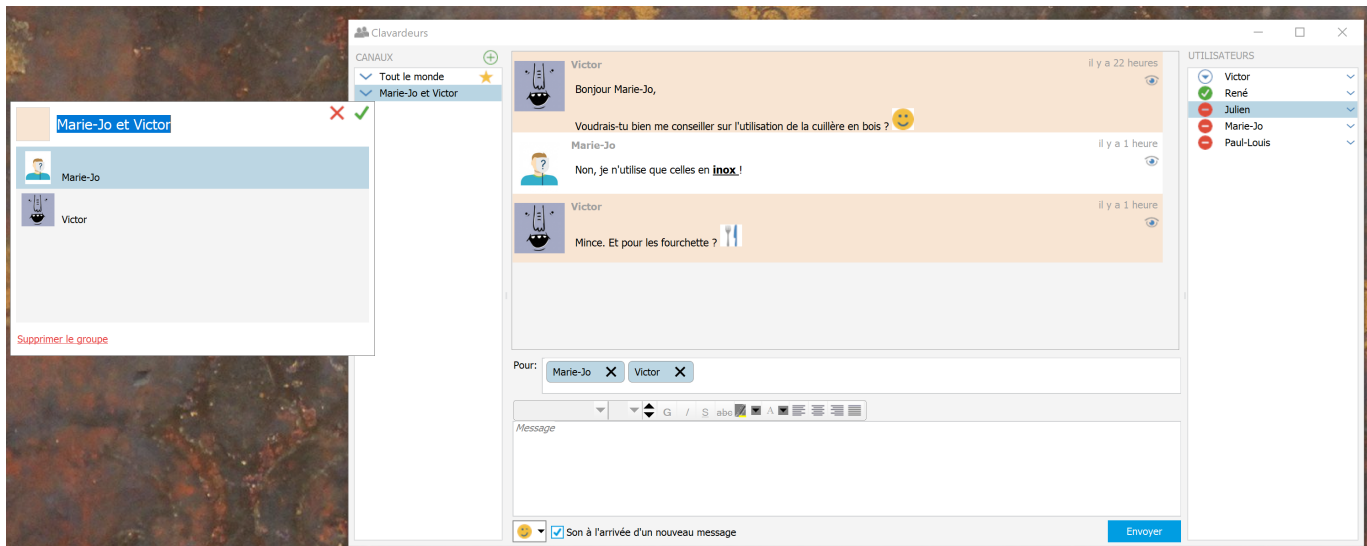 Clavardeurs
Marie-Jo et Victor
Marie-Jo
Victor
Supprimer le groupe
CANAUX
Tout le monde
Marie-Jo et Victor
Victor
il y a 22 heures
Bonjour Marie-Jo,
Voudrais-tu bien me conseiller sur l'utilisation de la cuillère en bois ?
Marie-Jo
il y a 1 heure
Non, je n'utilise que celles en inox !
Victor
il y a 1 heure
Mince. Et pour les fourchette ?
Pour:
Marie-Jo
Victor
G I S abc A
Message
Son à l'arrivée d'un nouveau message
Envoyer
UTILISATEURS
Victor
René
Julien
Marie-Jo
Paul-Louis